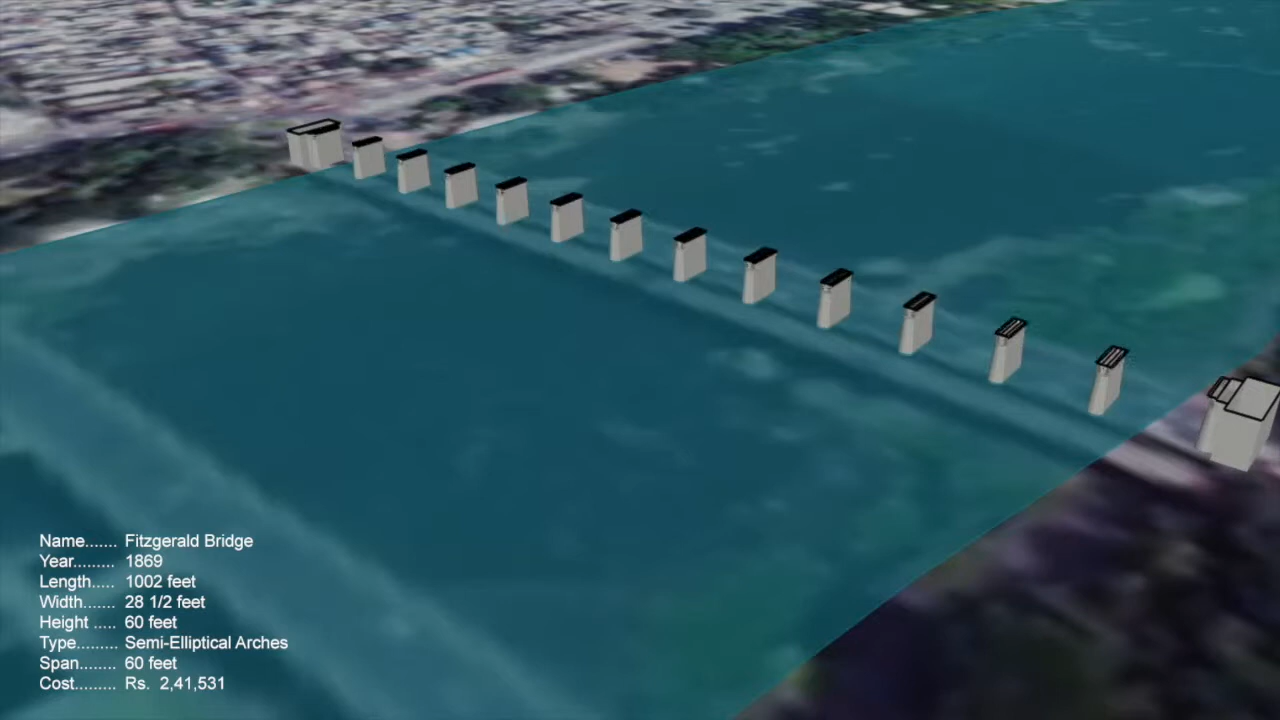 Name....... Fitzgerald Bridge
Year......... 1869
Length..... 1002 feet
Width....... 28 1/2 feet
Height ..... 60 feet
Type......... Semi-Elliptical Arches
Span........ 60 feet
Cost......... Rs. 2,41,531